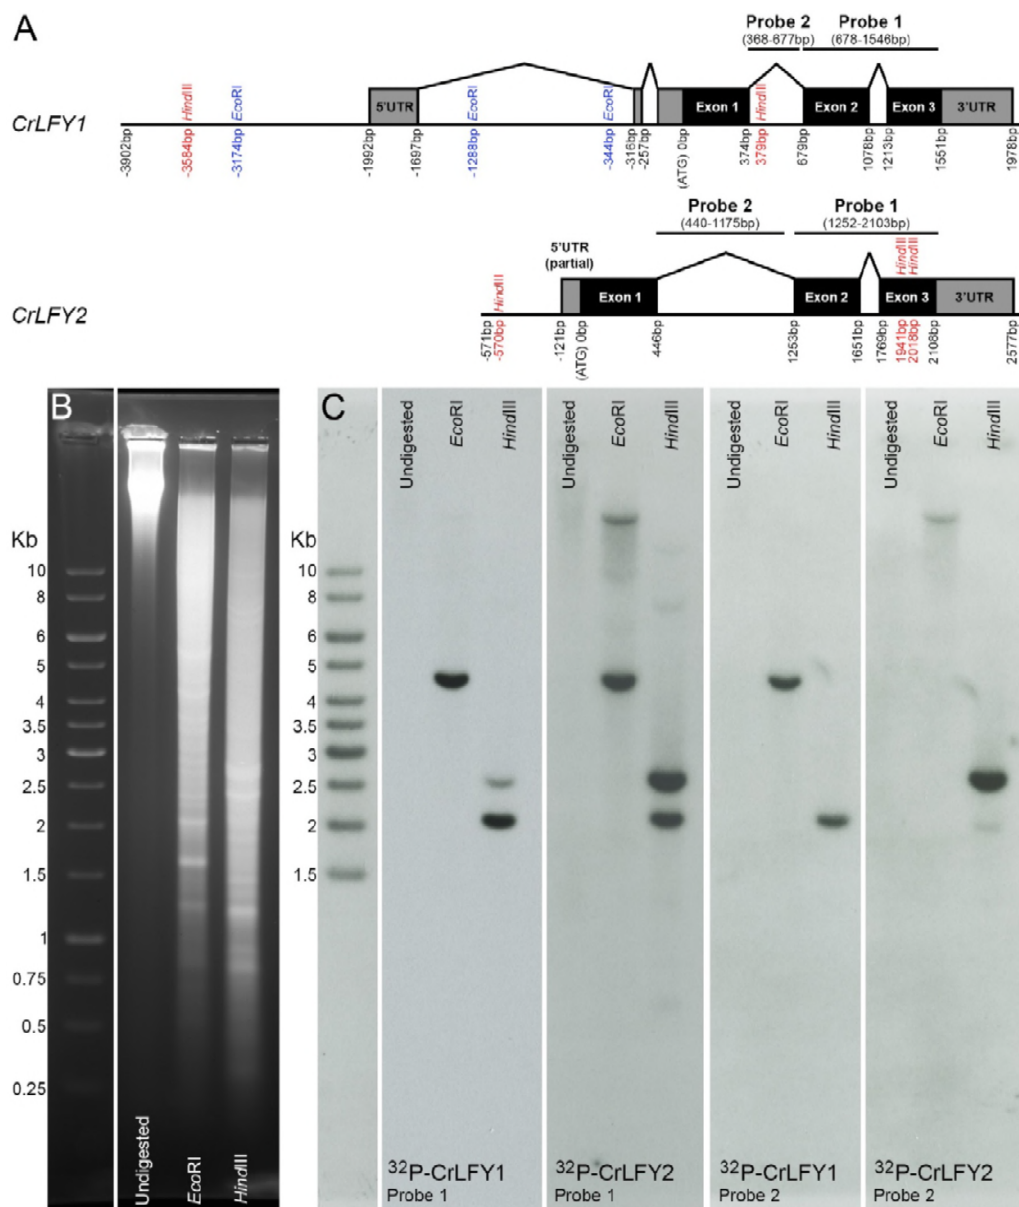 A
Probe 2 Probe 1
(368-677bp) (678-1546bp)
HindIII EcoRI 5'UTR EcoRI EcoRI Exon 1 HindIII Exon 2 Exon 3 3'UTR
CrLFY1
-3902bp -3584bp -3174bp -1992bp -1697bp -1288bp -344bp -316bp -257bp (ATG) 0bp 374bp 379bp 679bp 1078bp 1213bp 1551bp 1978bp
Probe 2 Probe 1
(440-1175bp) (1252-2103bp)
5'UTR
(partial)
HindIII Exon 1 Exon 2 HindIII HindIII Exon 3 3'UTR
CrLFY2
-571bp -570bp -121bp (ATG) 0bp 446bp 1253bp 1651bp 1769bp 1941bp 2018bp 2108bp 2577bp
B
Kb
10
8
6
5
4
3.5
3
2.5
2
1.5
1
0.75
0.5
0.25
Undigested EcoRI HindIII
C
Undigested EcoRI HindIII Undigested EcoRI HindIII Undigested EcoRI HindIII Undigested EcoRI HindIII
Kb
10
8
6
5
4
3.5
3
2.5
2
1.5
32P-CrLFY1 32P-CrLFY2 32P-CrLFY1 32P-CrLFY2
Probe 1 Probe 1 Probe 2 Probe 2